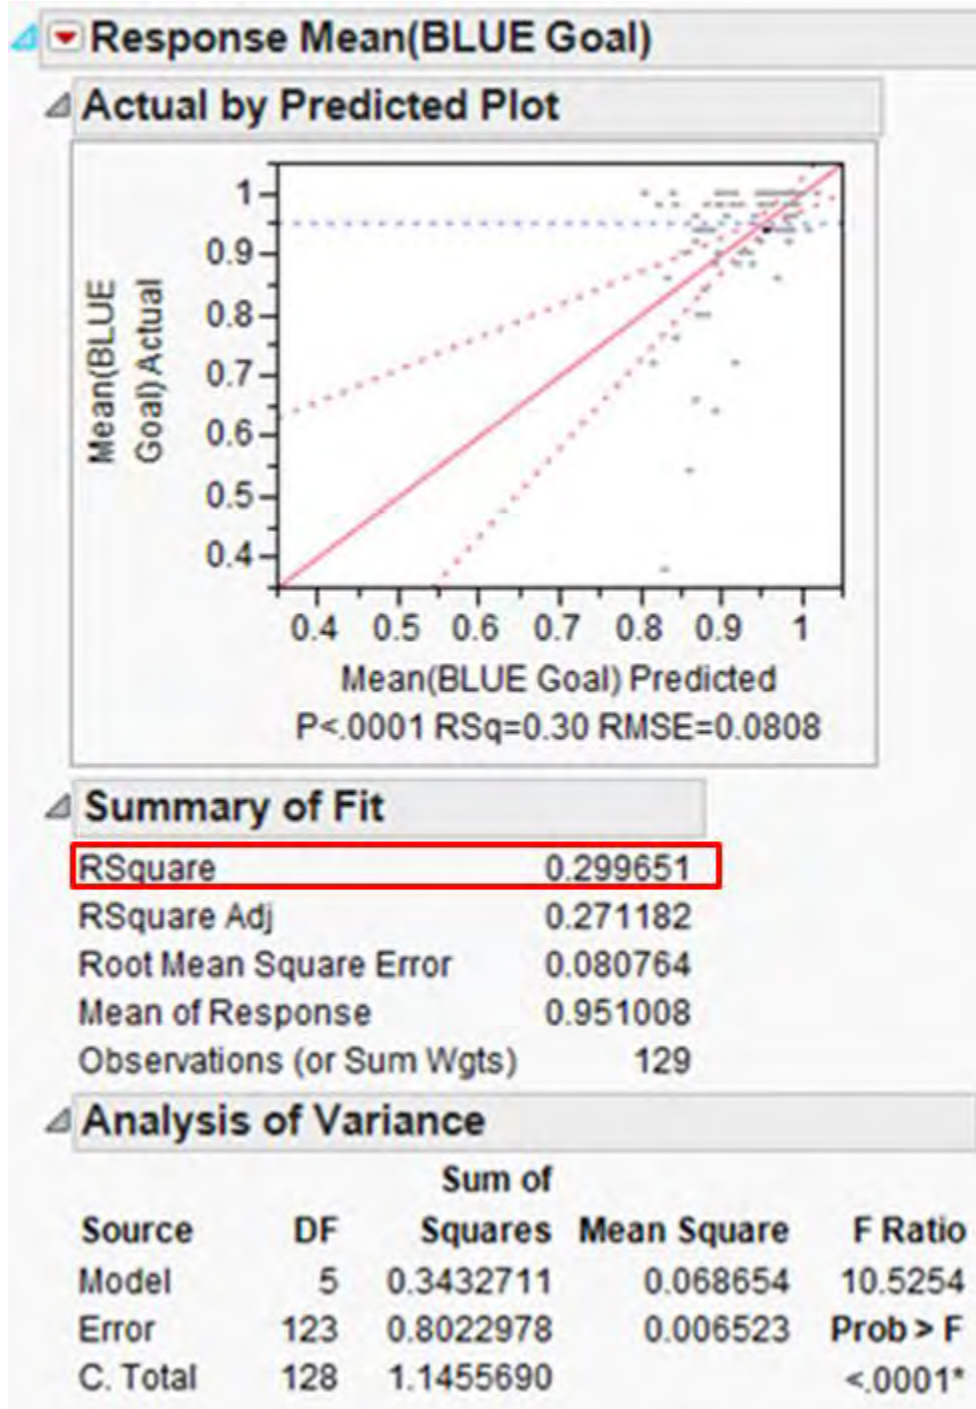 Response Mean(BLUE Goal)
Actual by Predicted Plot
Mean(BLUE
Goal) Actual
1
0.9
0.8
0.7
0.6
0.5
0.4
0.4 0.5 0.6 0.7 0.8 0.9 1
Mean(BLUE Goal) Predicted
P<.0001 RSq=0.30 RMSE=0.0808
Summary of Fit
RSquare 0.299651
RSquare Adj 0.271182
Root Mean Square Error 0.080764
Mean of Response 0.951008
Observations (or Sum Wgts) 129
Analysis of Variance
Sum of
Source DF Squares Mean Square F Ratio
Model 5 0.3432711 0.068654 10.5254
Error 123 0.8022978 0.006523 Prob > F
C. Total 128 1.1455690 <.0001*